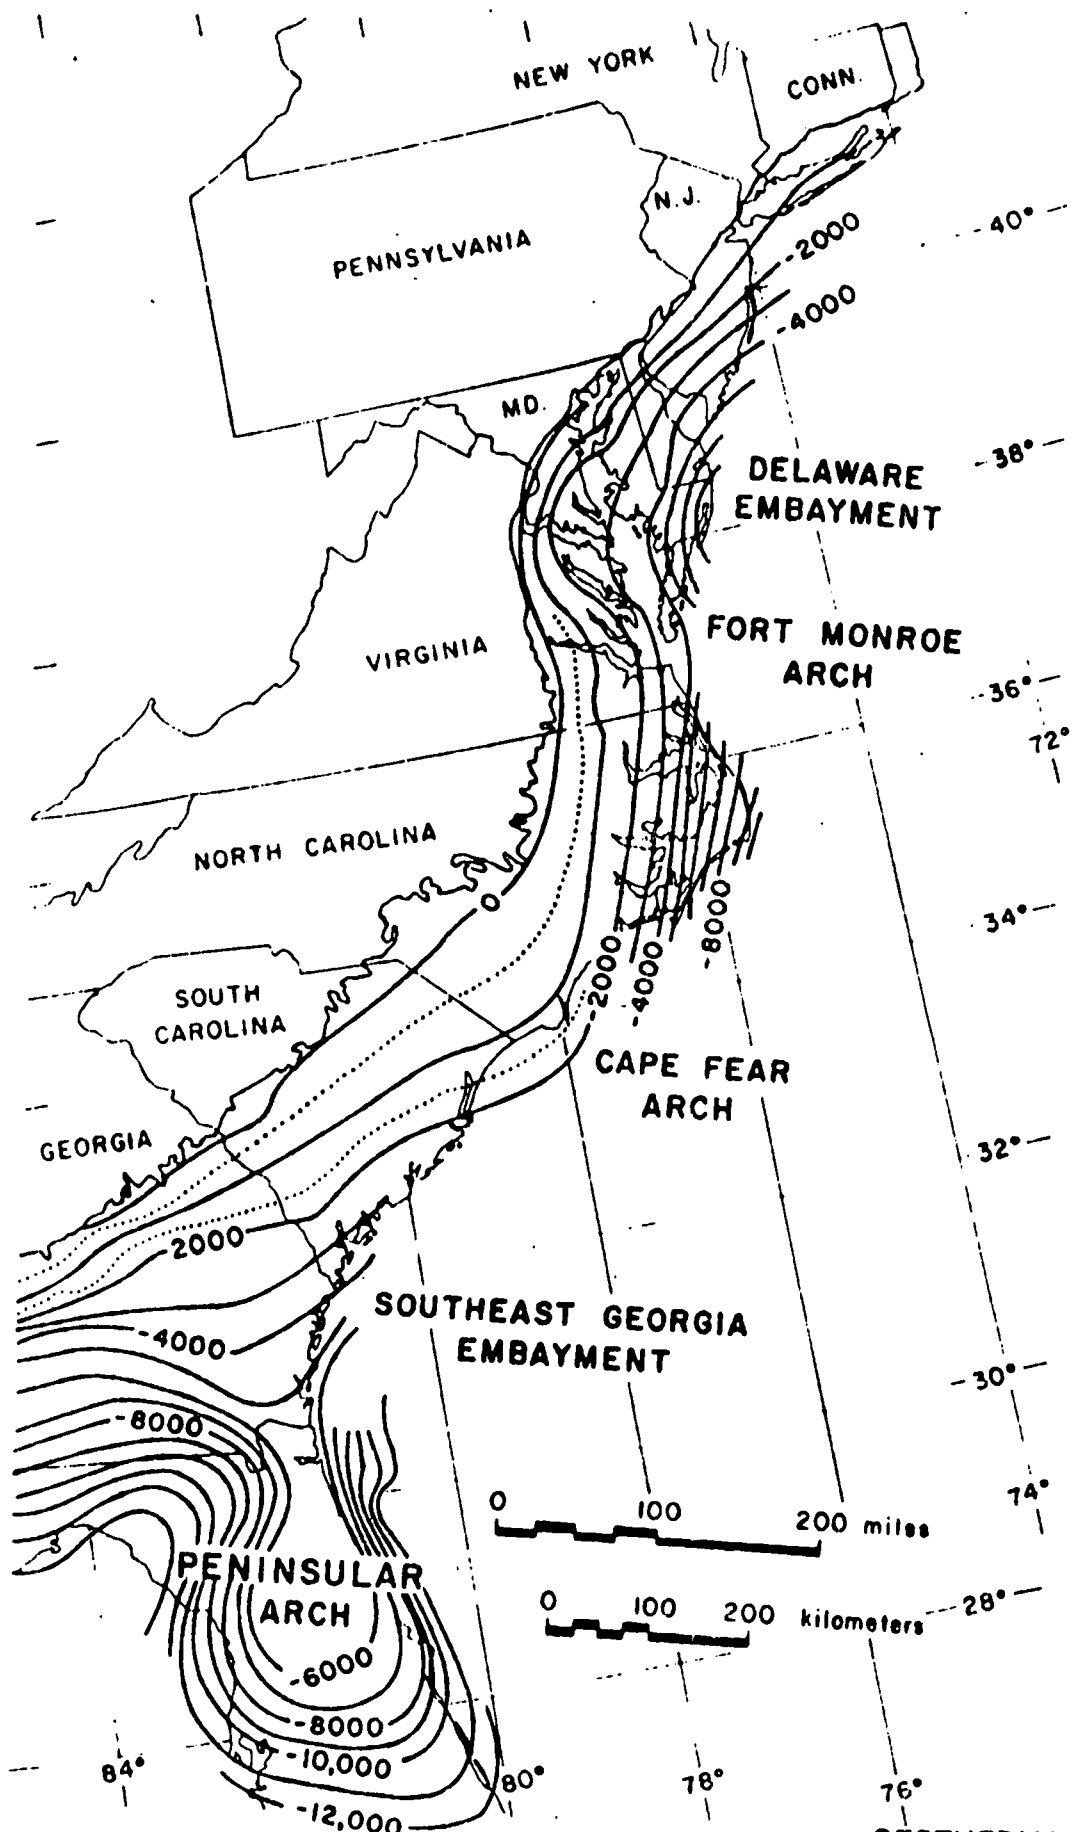 NEW YORK
CONN.
N.J.
PENNSYLVANIA
-40°
-2000
-4000
MD.
-38°
DELAWARE
EMBAYMENT
FORT MONROE
ARCH
VIRGINIA
-36°
72°
NORTH CAROLINA
0
-8000
34°
-2000
-4000
SOUTH
CAROLINA
CAPE FEAR
ARCH
GEORGIA
32°
2000
SOUTHEAST GEORGIA
EMBAYMENT
-4000
-30°
-8000
74°
0 100 200 miles
PENINSULAR
ARCH
0 100 200 kilometers
-28°
-6000
-8000
-10,000
-12,000
84°
80°
78°
76°